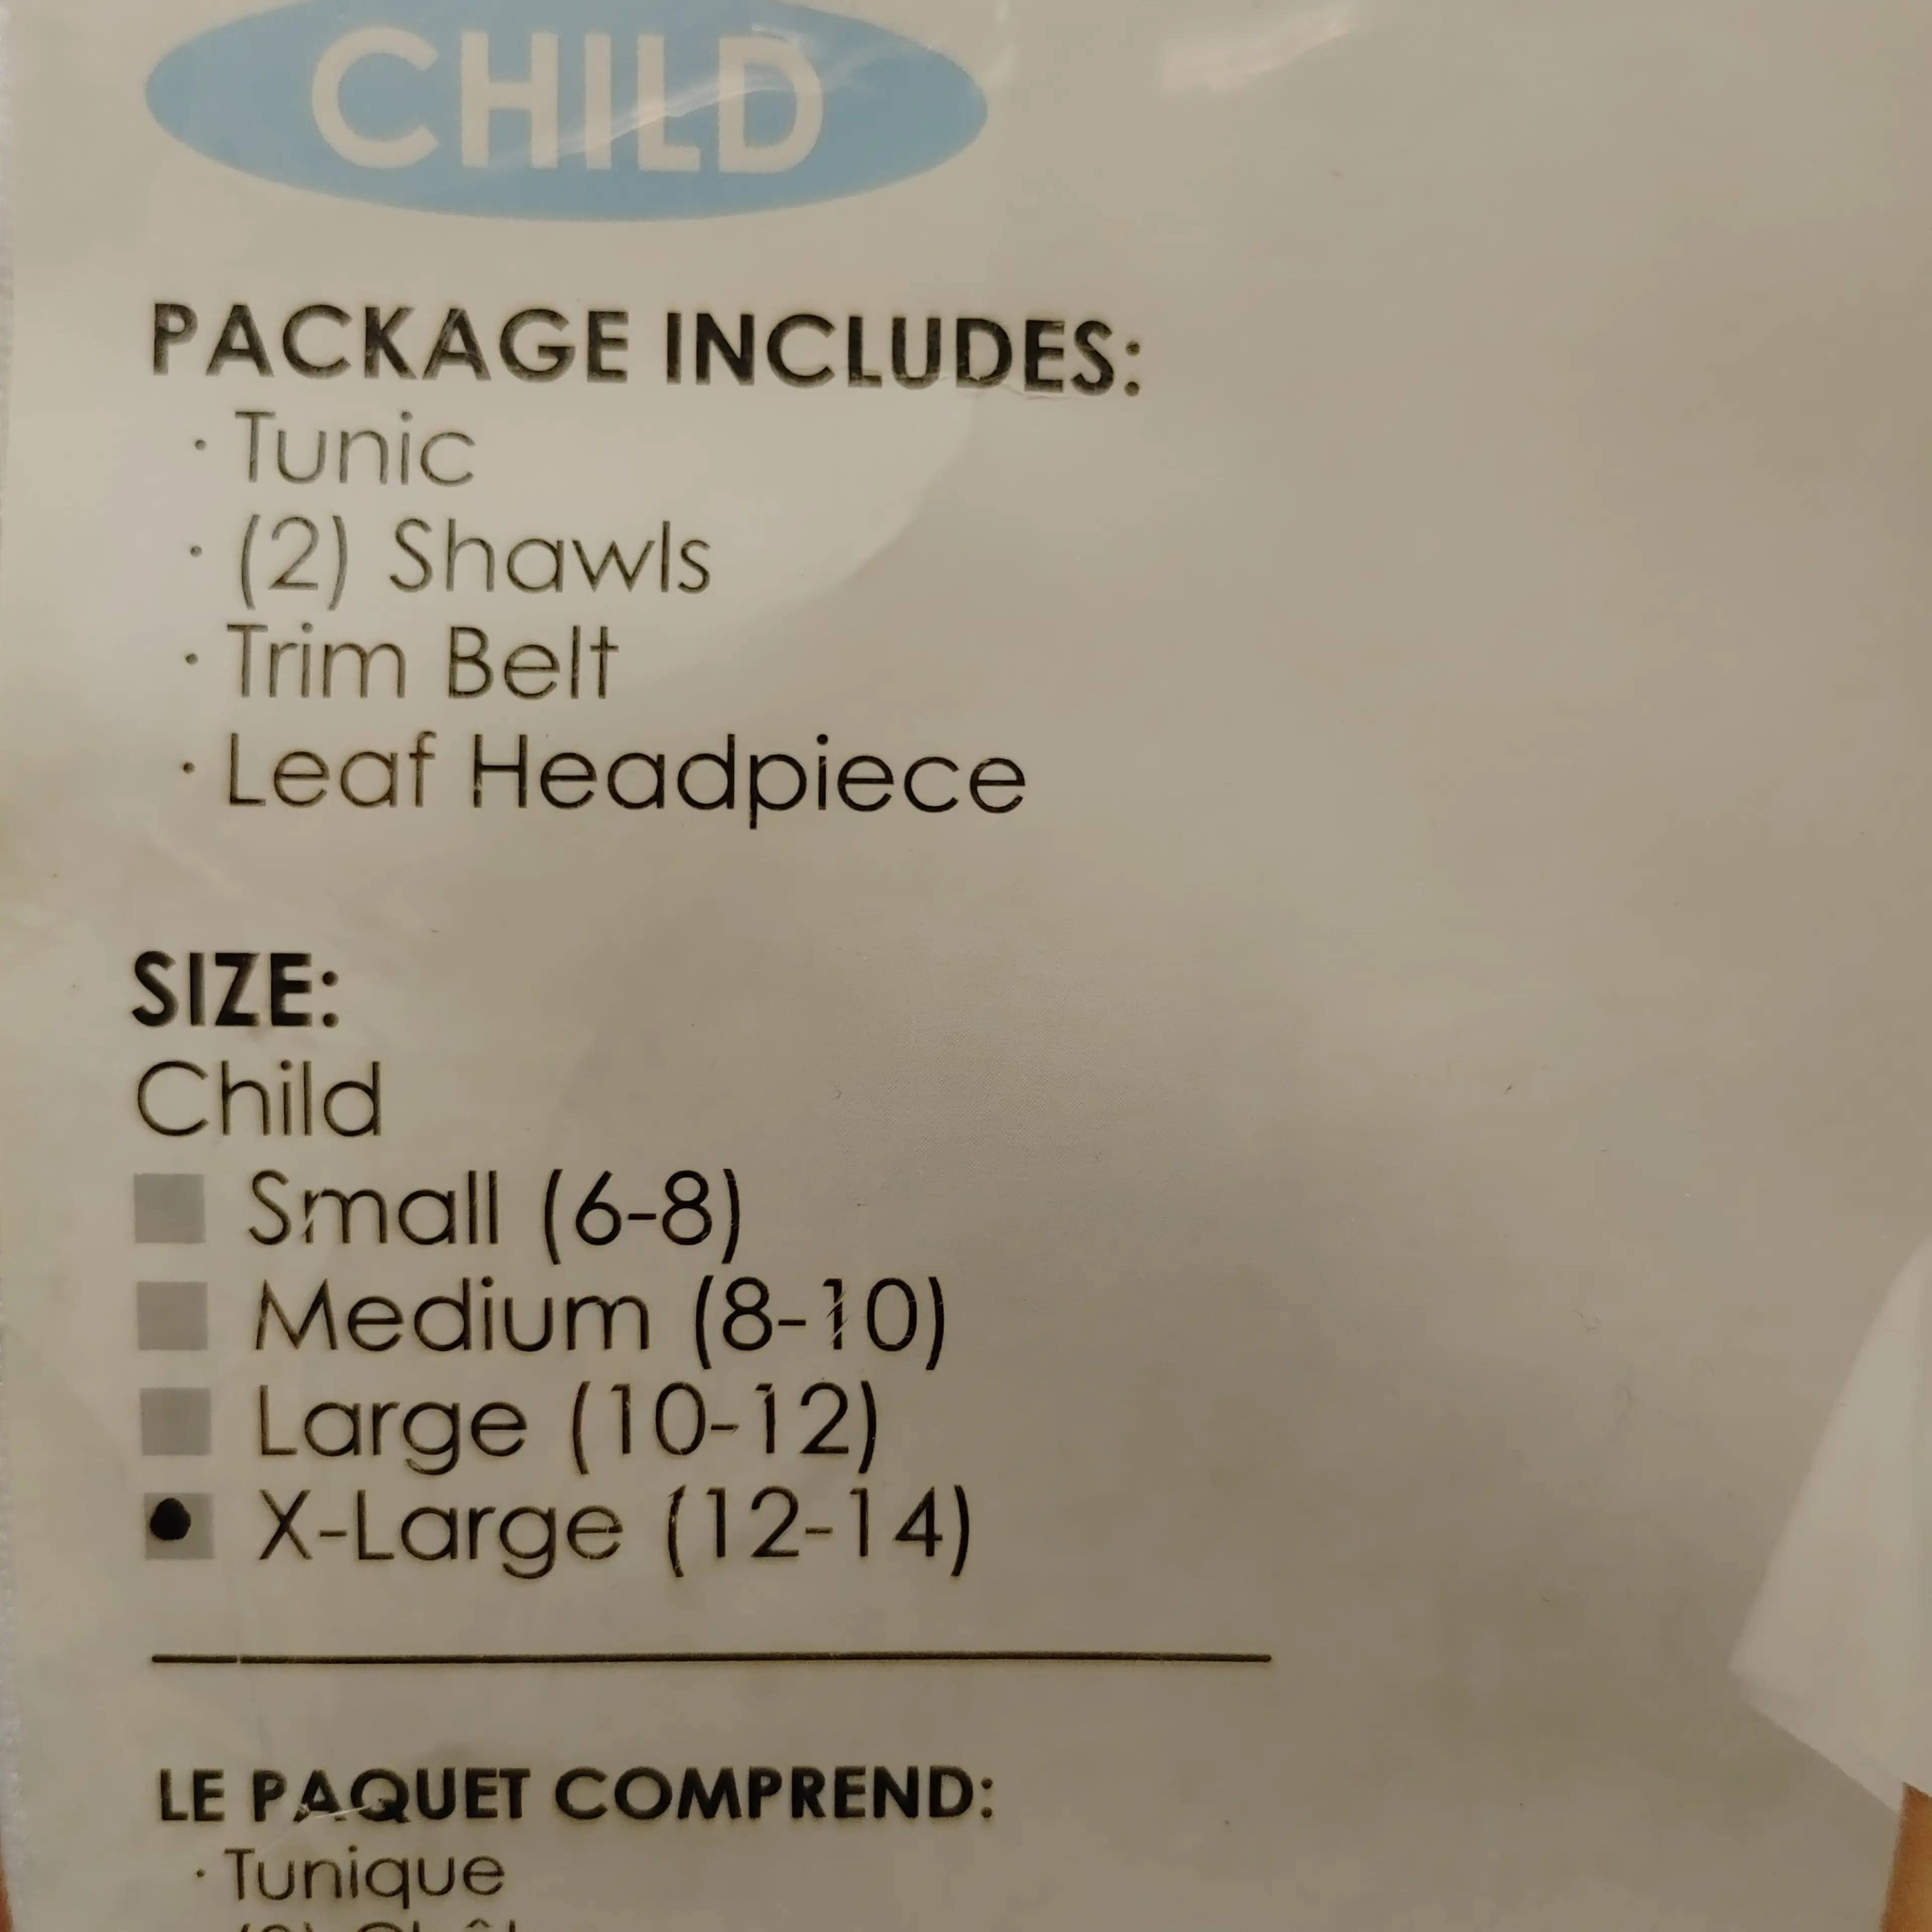 CHILD
PACKAGE INCLUDES:
· Tunic
· (2) Shawls
· Trim Belt
· Leaf Headpiece
SIZE:
Child
Small (6-8)
Medium (8-10)
Large (10-12)
X-Large (12-14)
LE PAQUET COMPREND:
· Tunique